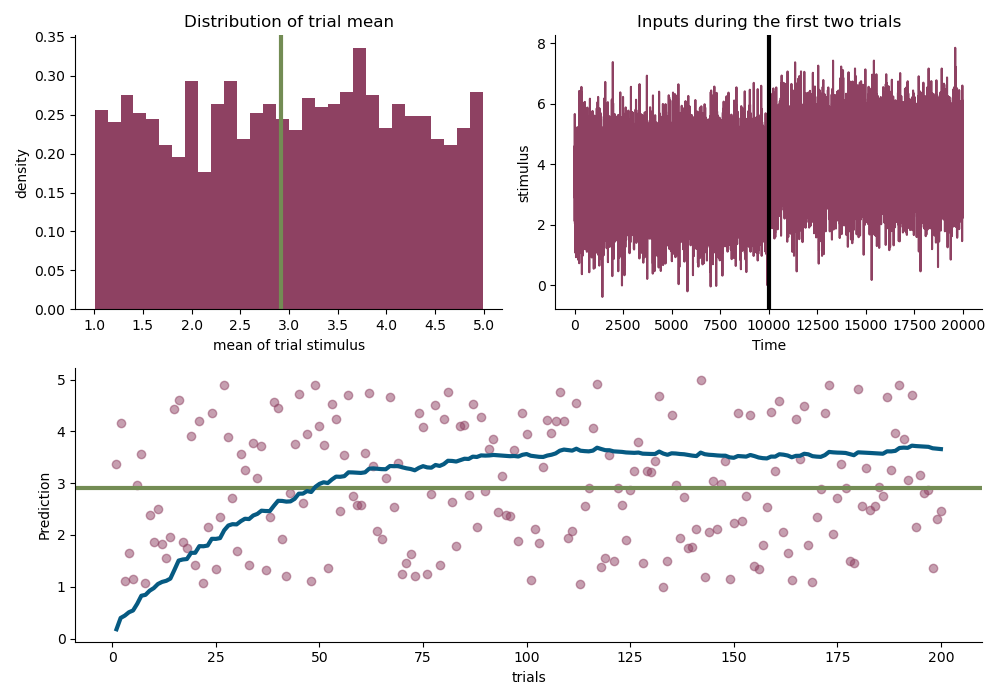 Distribution of trial mean
0.35
0.30
0.25
0.20
0.15
0.10
0.05
0.00
density
1.0 1.5 2.0 2.5 3.0 3.5 4.0 4.5 5.0
mean of trial stimulus
Inputs during the first two trials
8
6
4
2
0
stimulus
0 2500 5000 7500 10000 12500 15000 17500 20000
Time
5
4
3
2
1
0
Prediction
0 25 50 75 100 125 150 175 200
trials